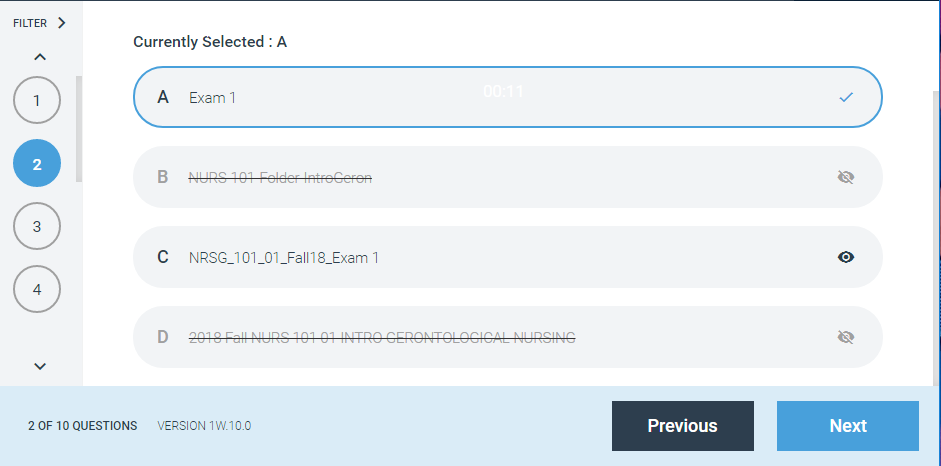 FILTER
1
2
3
4
Currently Selected : A
A Exam 1 00:11
B NURS 101 Folder IntroGeron
C NRSG_101_01_Fall18_Exam 1
D 2018 Fall NURS 101 01 INTRO GERONTOLOGICAL NURSING
2 OF 10 QUESTIONS VERSION 1W.10.0
Previous Next